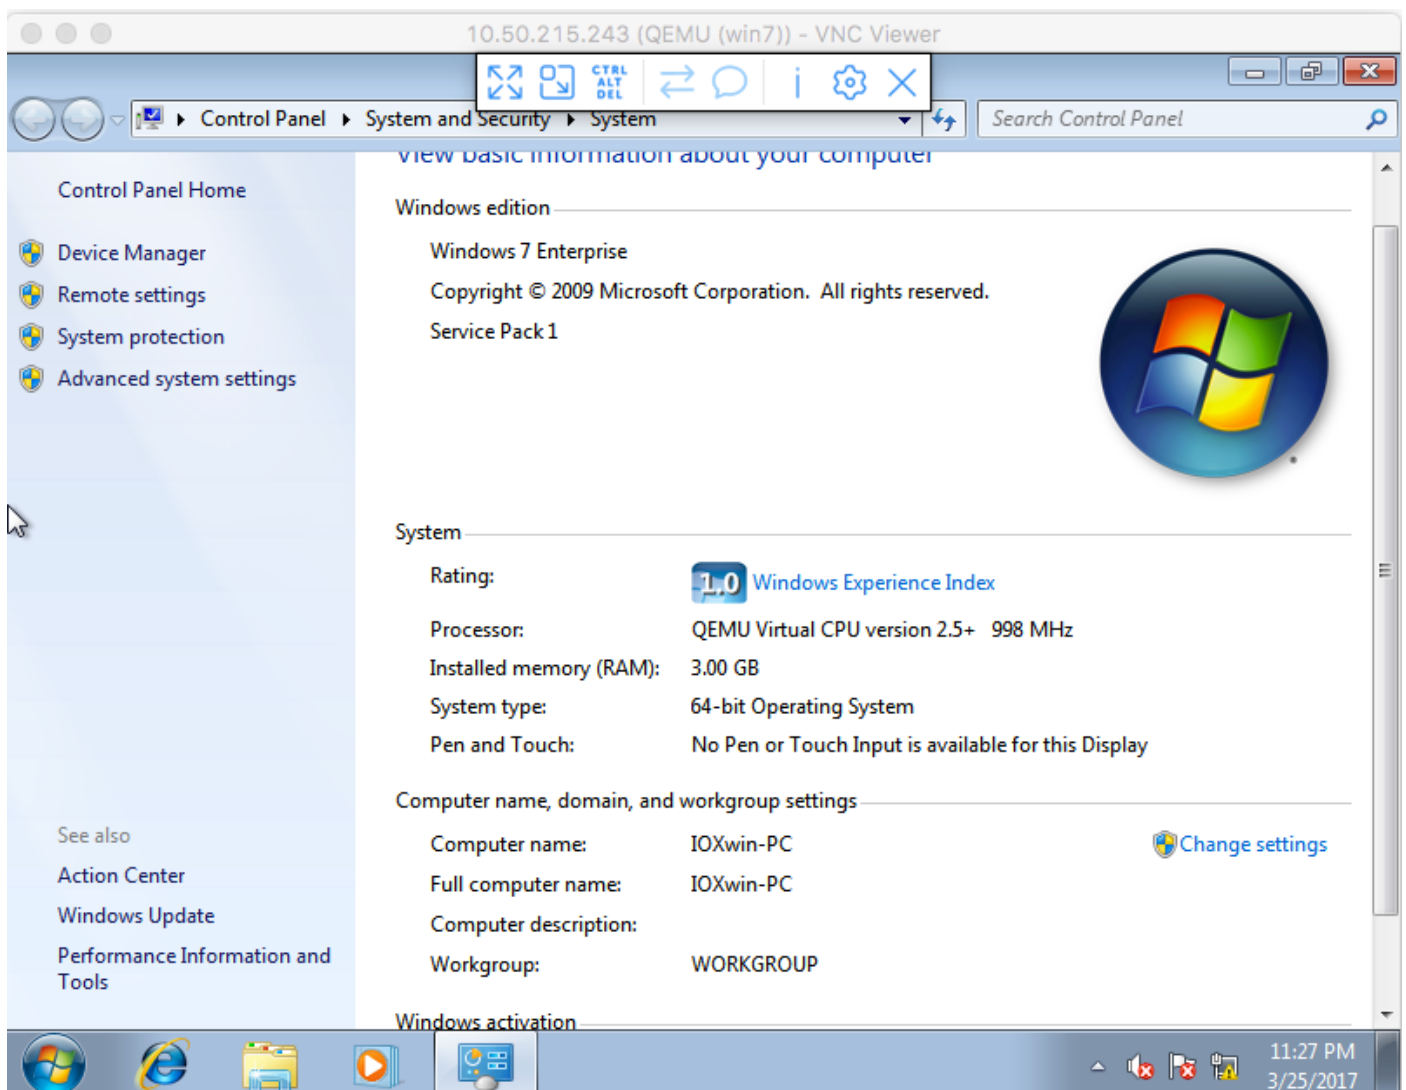 10.50.215.243 (QEMU (win7)) - VNC Viewer
CTRL
ALT
DEL
Control Panel
System and Security
System
Search Control Panel
View basic information about your computer
Control Panel Home
Device Manager
Remote settings
System protection
Advanced system settings
Windows edition
Windows 7 Enterprise
Copyright © 2009 Microsoft Corporation. All rights reserved.
Service Pack 1
System
Rating:
1.0 Windows Experience Index
Processor: QEMU Virtual CPU version 2.5+ 998 MHz
Installed memory (RAM): 3.00 GB
System type: 64-bit Operating System
Pen and Touch: No Pen or Touch Input is available for this Display
Computer name, domain, and workgroup settings
Computer name: IOXwin-PC
Change settings
Full computer name: IOXwin-PC
Computer description:
Workgroup: WORKGROUP
Windows activation
See also
Action Center
Windows Update
Performance Information and
Tools
11:27 PM
3/25/2017